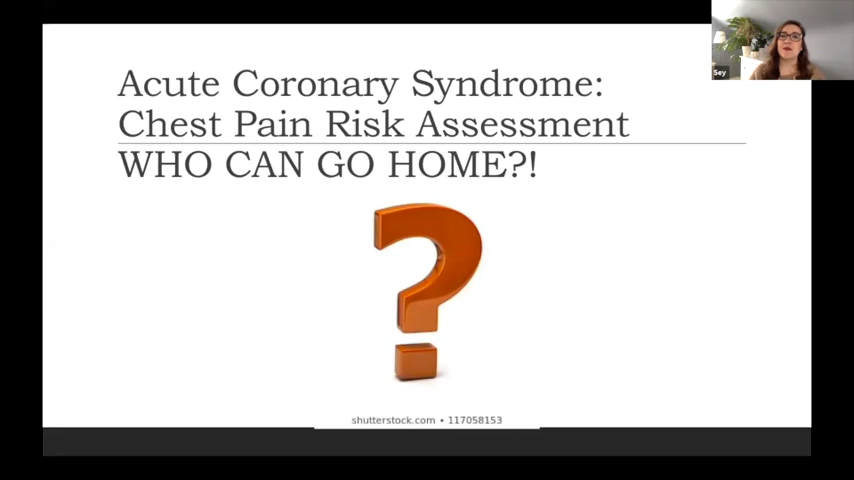 Sey
Acute Coronary Syndrome:
Chest Pain Risk Assessment
WHO CAN GO HOME?!
shutterstock.com • 117058153